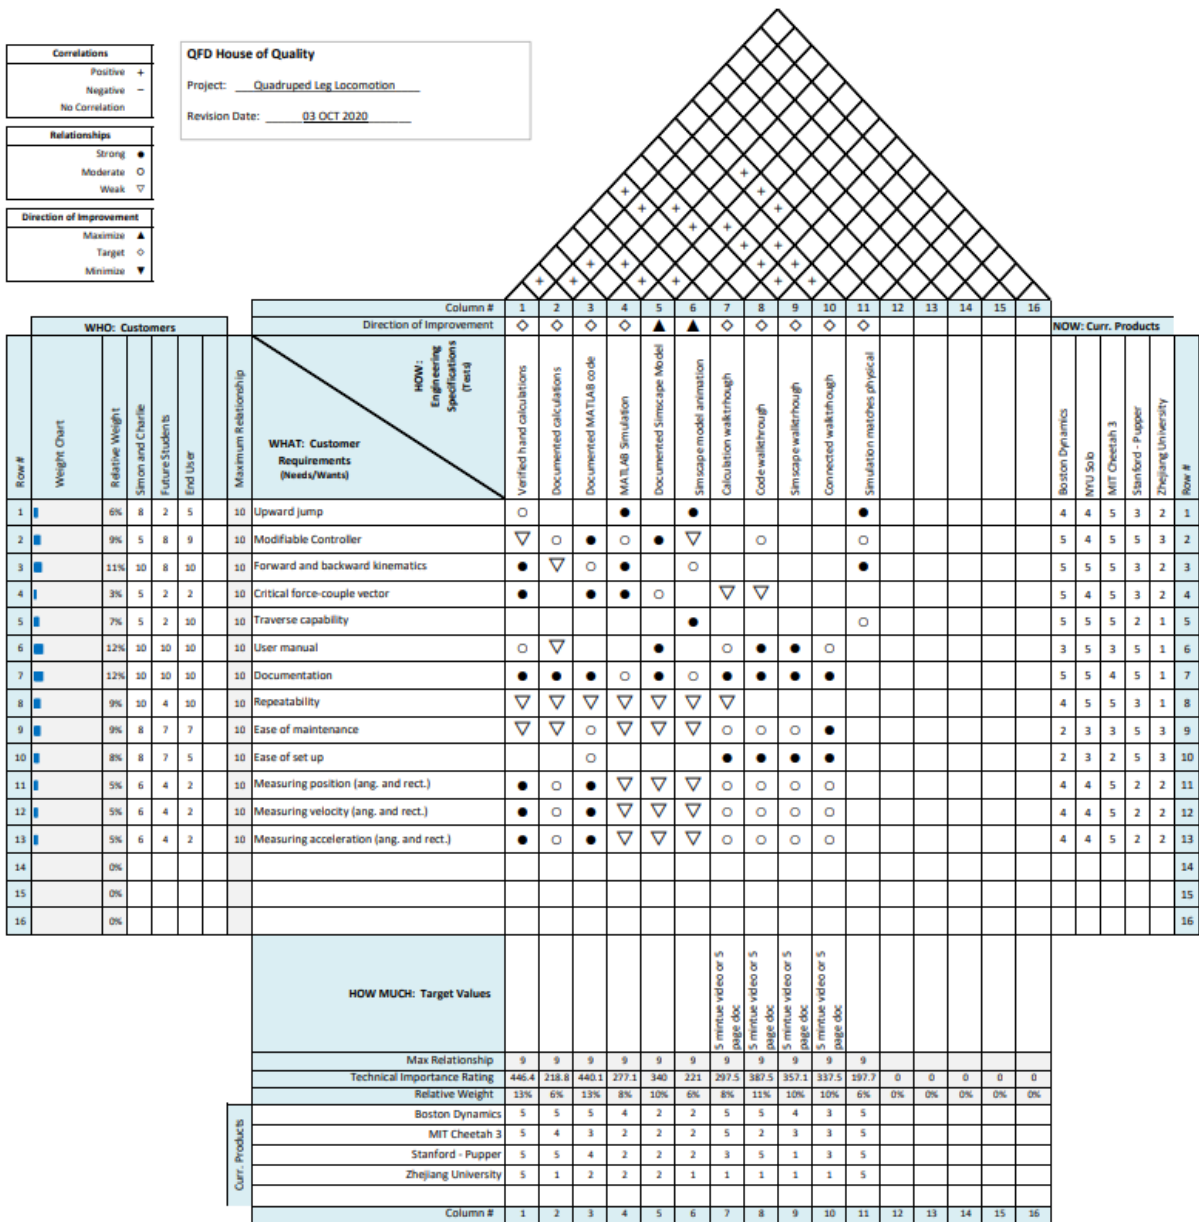 Correlations
Positive +
Negative −
No Correlation
Relationships
Strong ●
Moderate ○
Weak ▽
Direction of Improvement
Maximize ▲
Target ◇
Minimize ▼
QFD House of Quality
Project: Quadruped Leg Locomotion
Revision Date: 03 OCT 2020
Column # 1 2 3 4 5 6 7 8 9 10 11 12 13 14 15 16
WHO: Customers
Direction of Improvement ◇ ◇ ◇ ◇ ▲ ▲ ◇ ◇ ◇ ◇ ◇
NOW: Curr. Products
Row #
Weight Chart
Relative Weight
Simon and Charlie
Future Students
End User
Maximum Relationship
HOW: Engineering Specifications (Tests)
WHAT: Customer Requirements (Needs/Wants)
Verified hand calculations
Documented calculations
Documented MATLAB code
MATLAB Simulation
Documented Simscape Model
Simscape model animation
Calculation walktrhough
Code walkthrough
Simscape walktrhough
Connected walktrhough
Simulation matches physical
Boston Dynamics
NYU Solo
MIT Cheetah 3
Stanford - Pupper
Zhejiang University
Row #
1 6% 8 2 5 10 Upward jump ○ ● ● ● 4 4 5 3 2 1
2 9% 5 8 9 10 Modifiable Controller ▽ ○ ● ○ ● ▽ ○ ○ 5 4 5 5 3 2
3 11% 10 8 10 10 Forward and backward kinematics ● ▽ ○ ● ○ ● 5 5 5 3 2 3
4 3% 5 2 2 10 Critical force-couple vector ● ● ● ○ ▽ ▽ 5 4 5 3 2 4
5 7% 5 2 10 10 Traverse capability ● ○ 5 5 5 2 1 5
6 12% 10 10 10 10 User manual ○ ▽ ● ○ ● ● ○ 3 5 3 5 1 6
7 12% 10 10 10 10 Documentation ● ● ● ○ ● ○ ● ● ● ● 5 5 4 5 1 7
8 9% 10 4 10 10 Repeatability ▽ ▽ ▽ ▽ ▽ ▽ ▽ 4 5 5 3 1 8
9 9% 8 7 7 10 Ease of maintenance ▽ ▽ ○ ▽ ▽ ▽ ○ ○ ○ ● 2 3 3 5 3 9
10 8% 8 7 5 10 Ease of set up ○ ● ● ● ● 2 3 2 5 3 10
11 5% 6 4 2 10 Measuring position (ang. and rect.) ● ○ ● ▽ ▽ ▽ ○ ○ ○ ○ 4 4 5 2 2 11
12 5% 6 4 2 10 Measuring velocity (ang. and rect.) ● ○ ● ▽ ▽ ▽ ○ ○ ○ ○ 4 4 5 2 2 12
13 5% 6 4 2 10 Measuring acceleration (ang. and rect.) ● ○ ● ▽ ▽ ▽ ○ ○ ○ ○ 4 4 5 2 2 13
14 0% 14
15 0% 15
16 0% 16
HOW MUCH: Target Values
5 mintue video or 5 page doc
5 mintue video or 5 page doc
5 mintue video or 5 page doc
5 mintue video or 5 page doc
Max Relationship 9 9 9 9 9 9 9 9 9 9 9
Technical Importance Rating 446.4 218.8 440.1 277.1 340 221 297.5 387.5 357.1 337.5 197.7 0 0 0 0 0
Relative Weight 13% 6% 13% 8% 10% 6% 8% 11% 10% 10% 6% 0% 0% 0% 0% 0%
Curr. Products
Boston Dynamics 5 5 5 4 2 2 5 5 4 3 5
MIT Cheetah 3 5 4 3 2 2 2 5 2 3 3 5
Stanford - Pupper 5 5 4 2 2 2 3 5 1 3 5
Zhejiang University 5 1 2 2 2 1 1 1 1 1 5
Column # 1 2 3 4 5 6 7 8 9 10 11 12 13 14 15 16